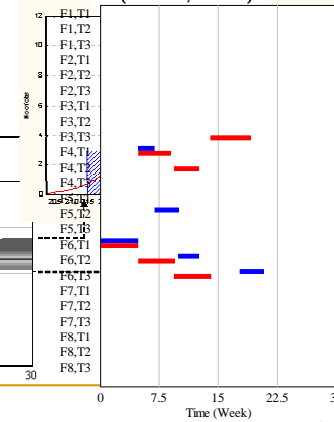 12 F1,T1
F1,T2
10 F1,T3
F2,T1
8 F2,T2
F2,T3
6 F3,T1
F3,T2
4 F3,T3
F4,T1
2 F4,T2
F4,T3
0
F5,T2
F5,T3
F6,T1
F6,T2
F6,T3
F7,T1
F7,T2
F7,T3
F8,T1
F8,T2
F8,T3
30
0 7.5 15 22.5
Time (Week)